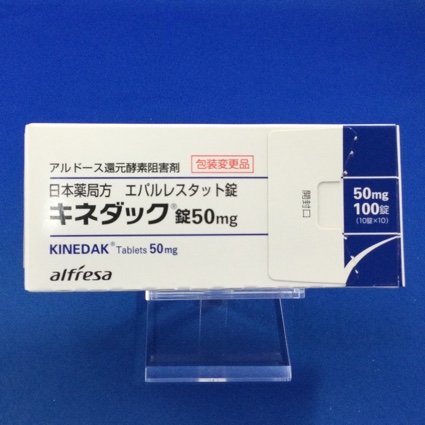 アルドース還元酵素阻害剤
包装変更品
日本薬局方 エパルレスタット錠
キネダック®錠50mg
KINEDAK® Tablets 50mg
alfresa
開封口
50mg
100錠
(10錠×10)